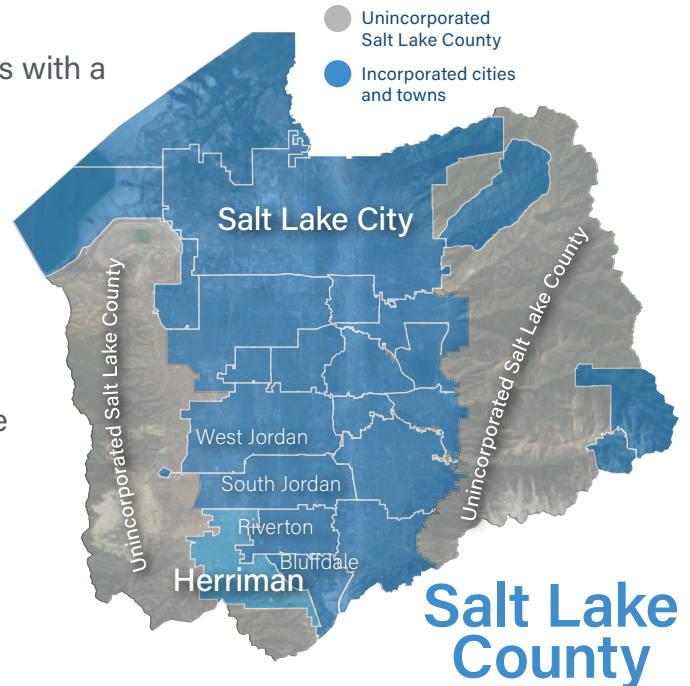 Unincorporated
Salt Lake County
s with a
Incorporated cities
and towns
Salt Lake City
Unincorporated Salt Lake County
Unincorporated Salt Lake County
e
West Jordan
South Jordan
Riverton
Bluffdale
Herriman
Salt Lake
County